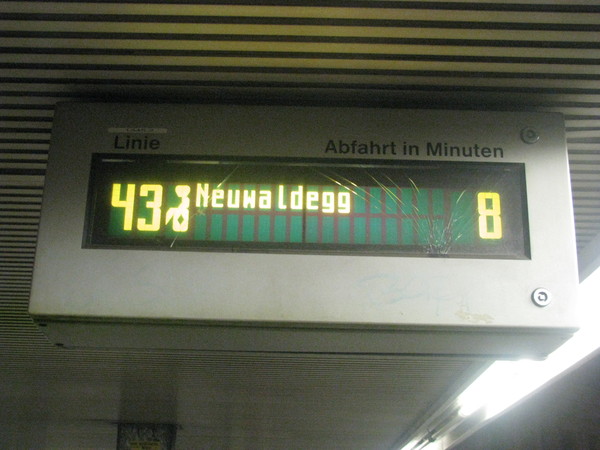 Linie Abfahrt in Minuten
43 Neuwaldegg 8